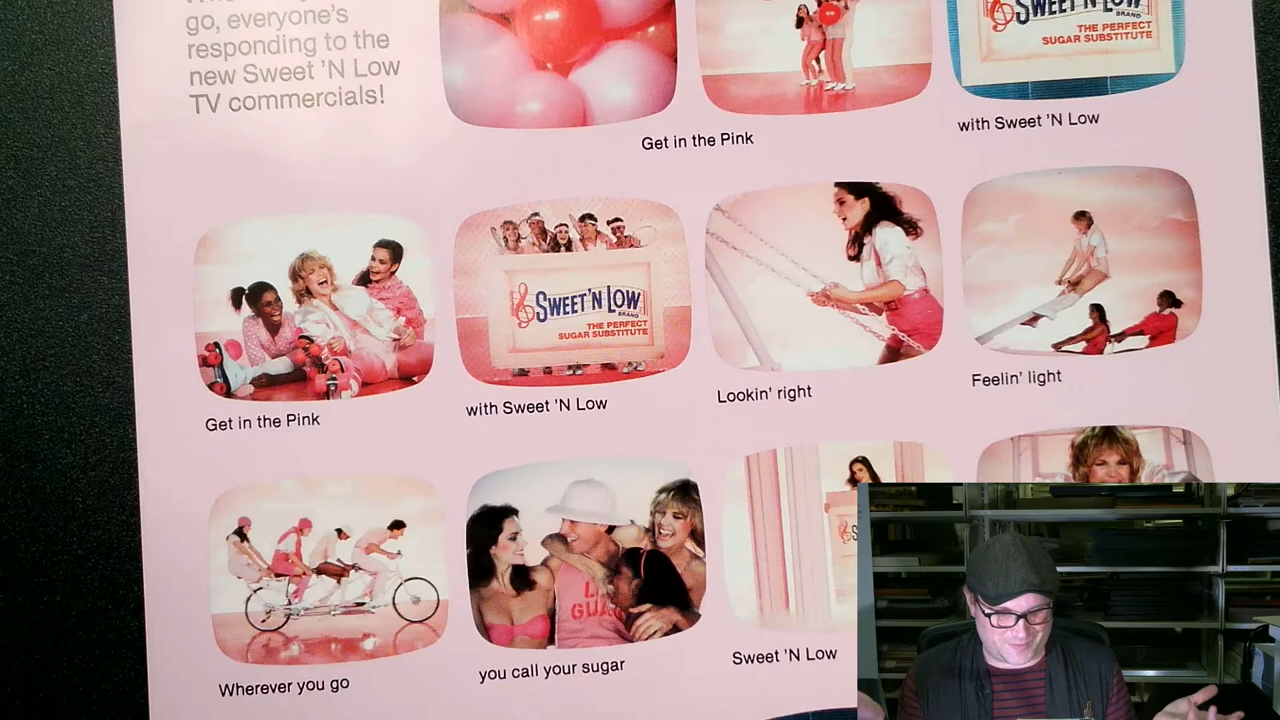 go, everyone's
responding to the
new Sweet 'N Low
TV commercials!
SWEET'N LOW
BRAND
THE PERFECT
SUGAR SUBSTITUTE
Get in the Pink
with Sweet 'N Low
SWEET'N LOW
BRAND
THE PERFECT
SUGAR SUBSTITUTE
Get in the Pink
with Sweet 'N Low
Lookin' right
Feelin' light
Wherever you go
you call your sugar
Sweet 'N Low